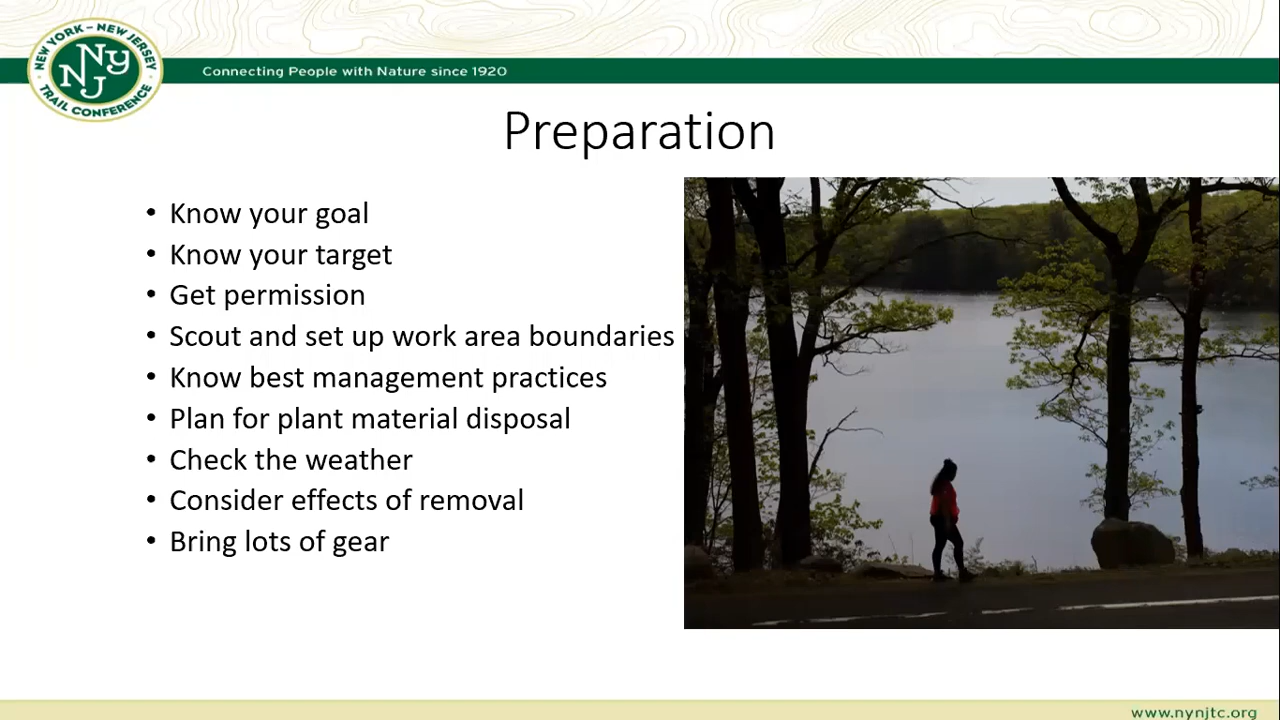 NEW YORK – NEW JERSEY
NY
NJ
TRAIL CONFERENCE
Connecting People with Nature since 1920
Preparation
• Know your goal
• Know your target
• Get permission
• Scout and set up work area boundaries
• Know best management practices
• Plan for plant material disposal
• Check the weather
• Consider effects of removal
• Bring lots of gear
www.nynjtc.org